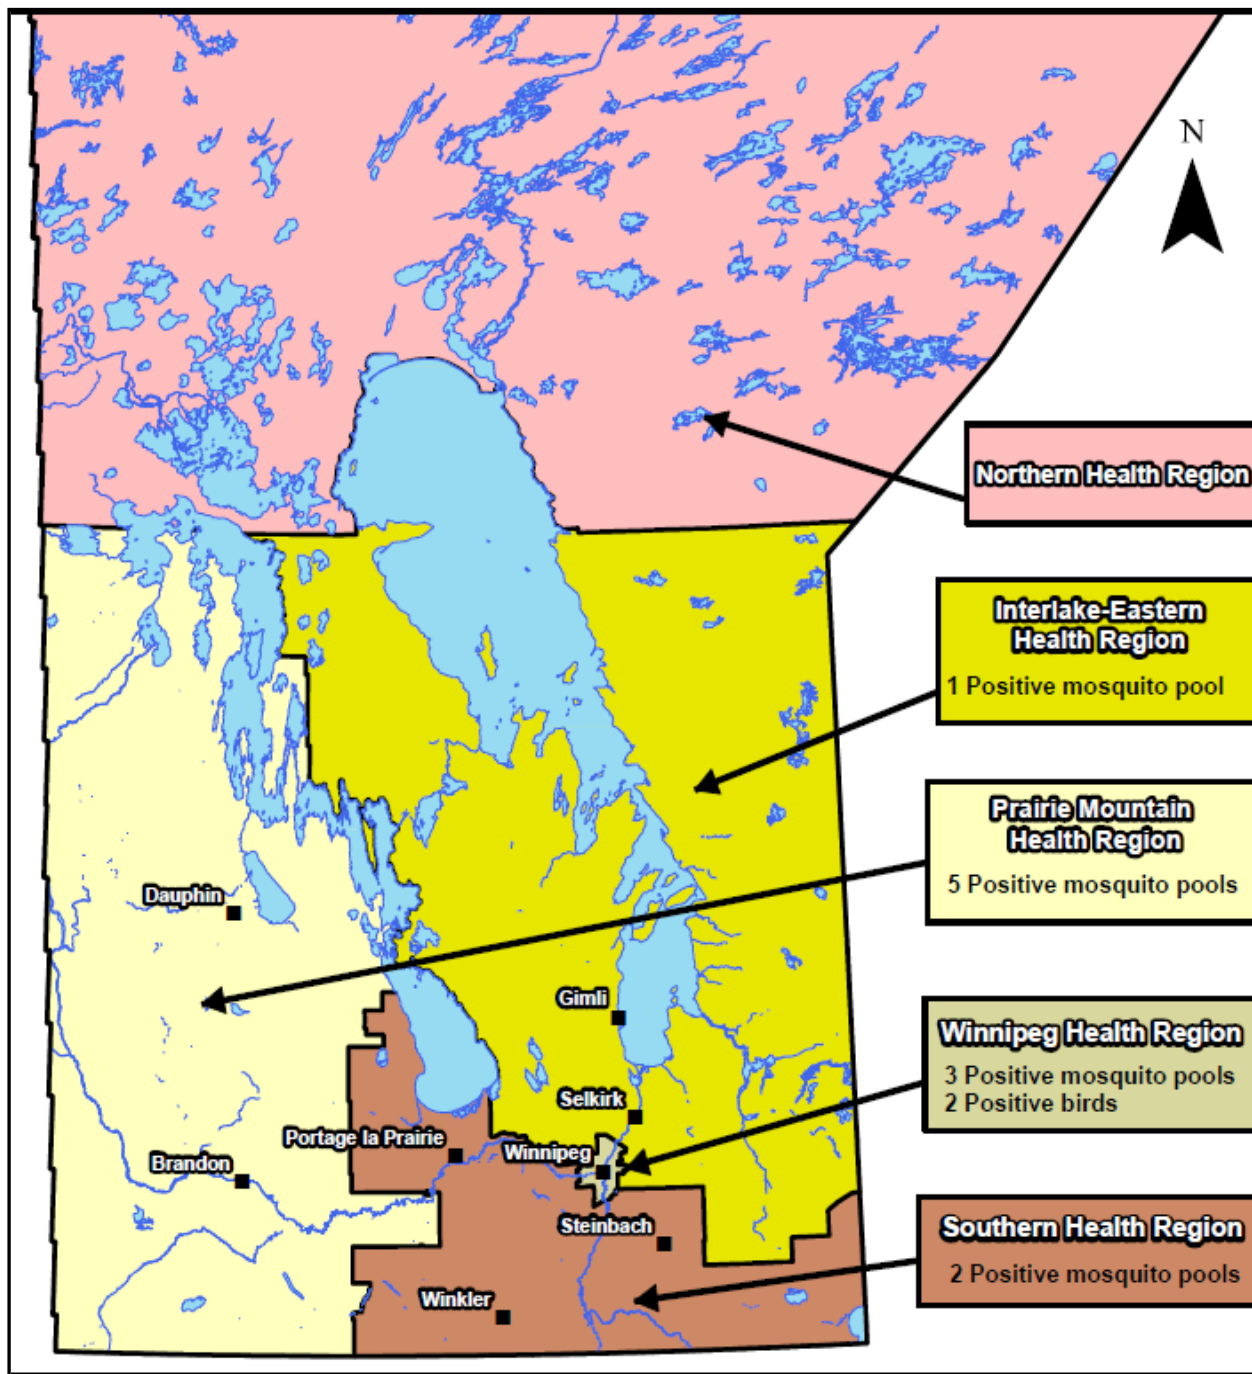 N
Northern Health Region
Interlake-Eastern
Health Region
1 Positive mosquito pool
Prairie Mountain
Health Region
5 Positive mosquito pools
Dauphin
Gimli
Winnipeg Health Region
3 Positive mosquito pools
2 Positive birds
Selkirk
Portage la Prairie
Winnipeg
Brandon
Steinbach
Southern Health Region
2 Positive mosquito pools
Winkler